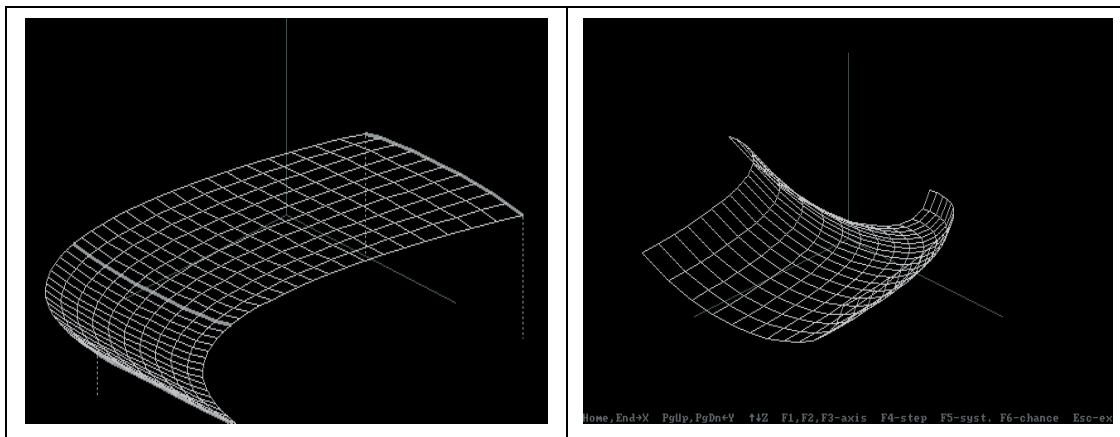 Home,End→X PgUp,PgDn←Y ↑↓Z F1,F2,F3-axis F4-step F5-syst. F6-chance Esc-ex